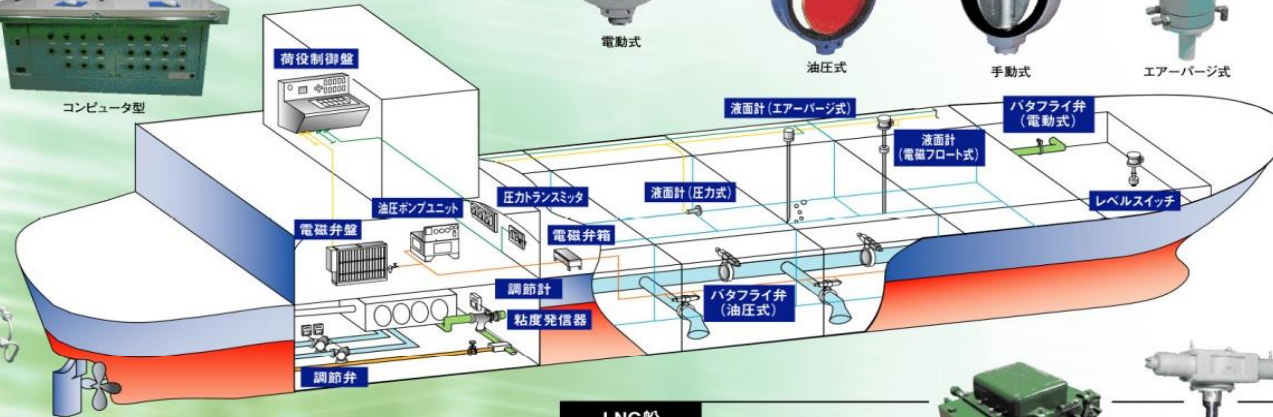 電動式
油圧式
手動式
エアーパージ式
コンピュータ型
荷役制御盤
液面計(エアーパージ式)
バタフライ弁
(電動式)
液面計
(電磁フロート式)
液面計(圧力式)
レベルスイッチ
圧力トランスミッタ
油圧ポンプユニット
電磁弁盤
電磁弁箱
調節計
バタフライ弁
(油圧式)
粘度発信器
調節弁
LNG船